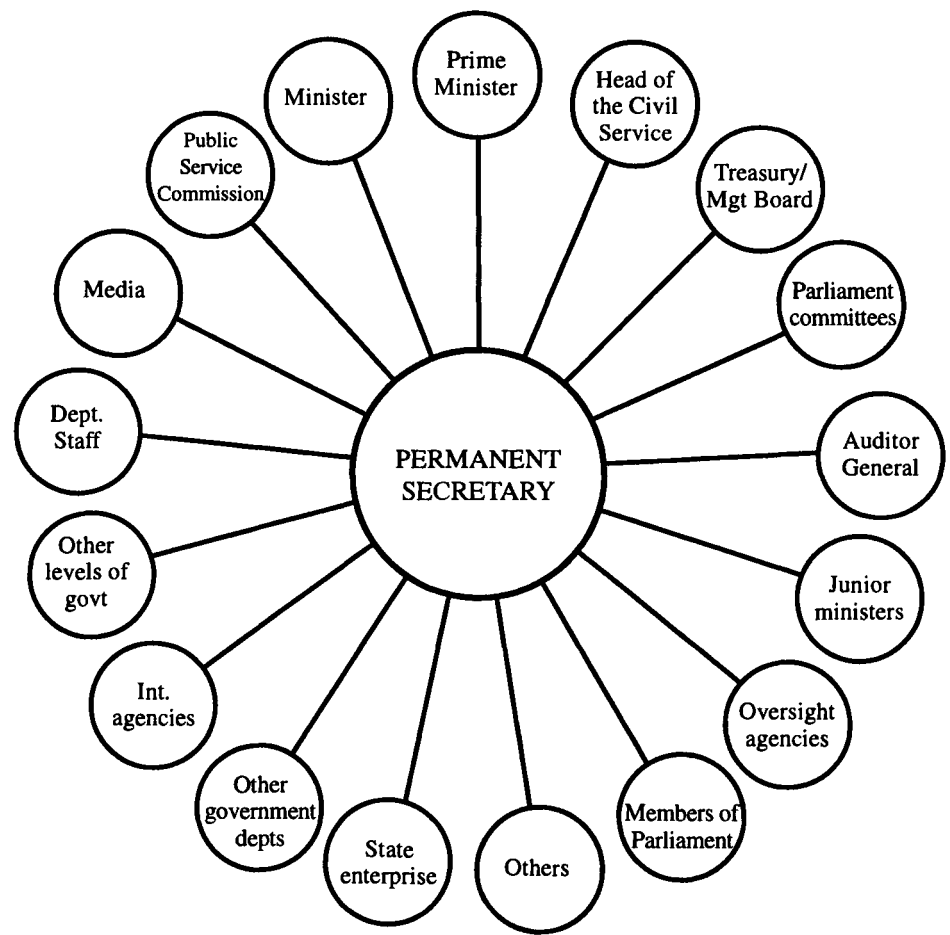 Prime
Minister
Head of
the Civil
Service
Treasury/
Mgt Board
Parliament
committees
Auditor
General
Junior
ministers
Oversight
agencies
Members of
Parliament
Others
State
enterprise
Other
government
depts
Int.
agencies
Other
levels of
govt
Dept.
Staff
Media
Public
Service
Commission
Minister
PERMANENT
SECRETARY